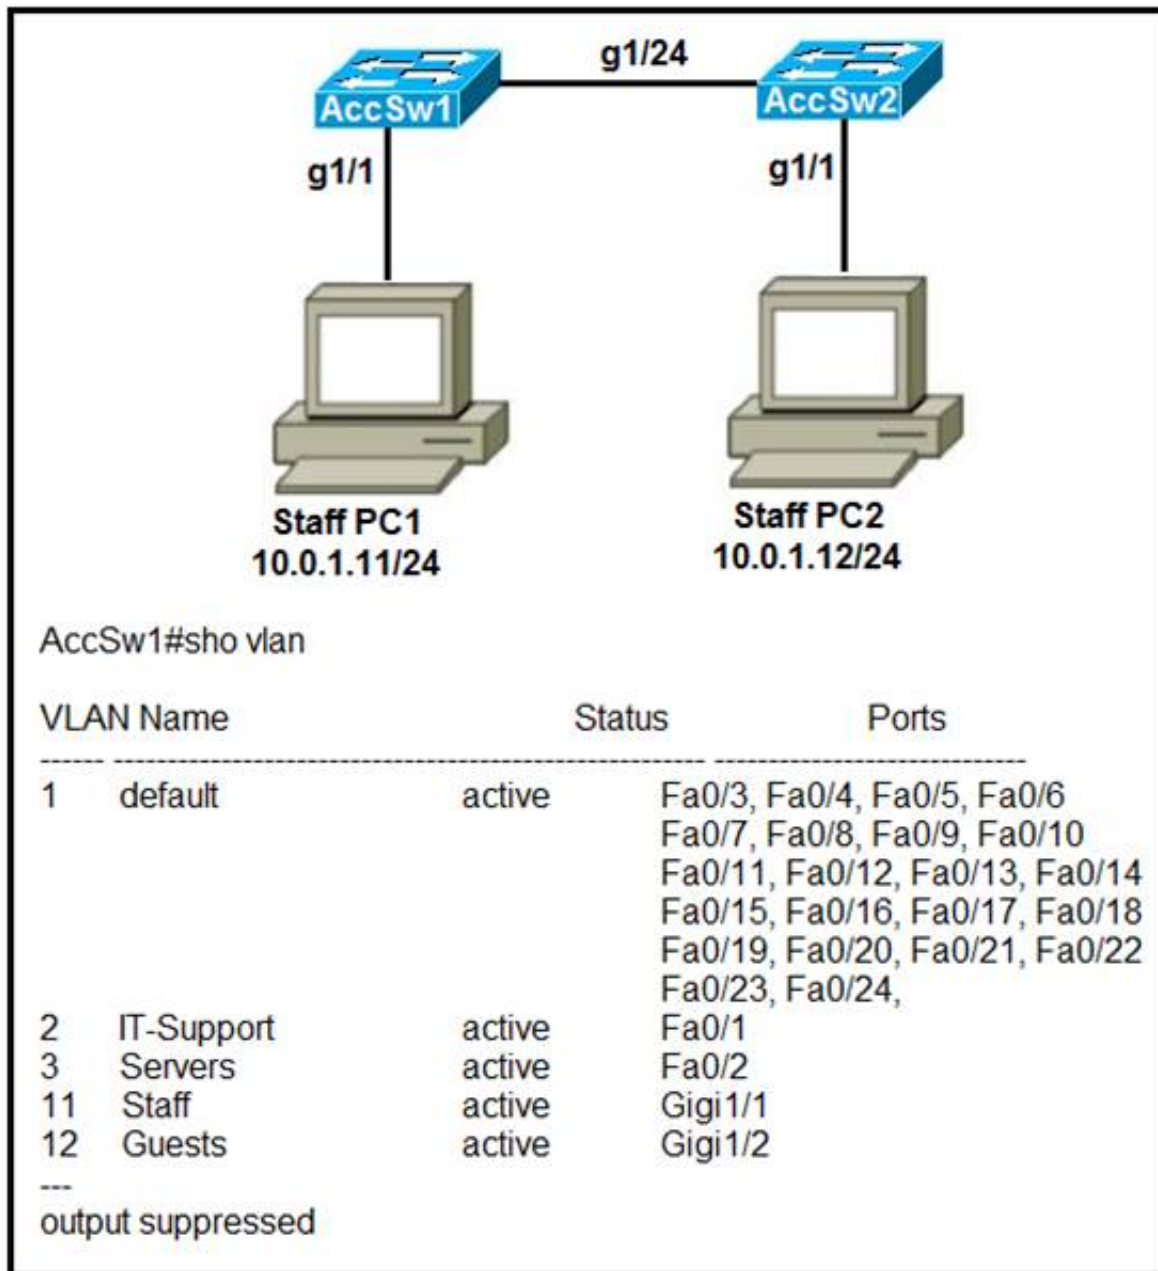 g1/24
AccSw1
AccSw2
g1/1
g1/1
Staff PC1
10.0.1.11/24
Staff PC2
10.0.1.12/24
AccSw1#sho vlan
VLAN Name Status Ports
------ ------------------------------------------------------- -----------------------------
1 default active Fa0/3, Fa0/4, Fa0/5, Fa0/6
Fa0/7, Fa0/8, Fa0/9, Fa0/10
Fa0/11, Fa0/12, Fa0/13, Fa0/14
Fa0/15, Fa0/16, Fa0/17, Fa0/18
Fa0/19, Fa0/20, Fa0/21, Fa0/22
Fa0/23, Fa0/24,
2 IT-Support active Fa0/1
3 Servers active Fa0/2
11 Staff active Gigi1/1
12 Guests active Gigi1/2
---
output suppressed